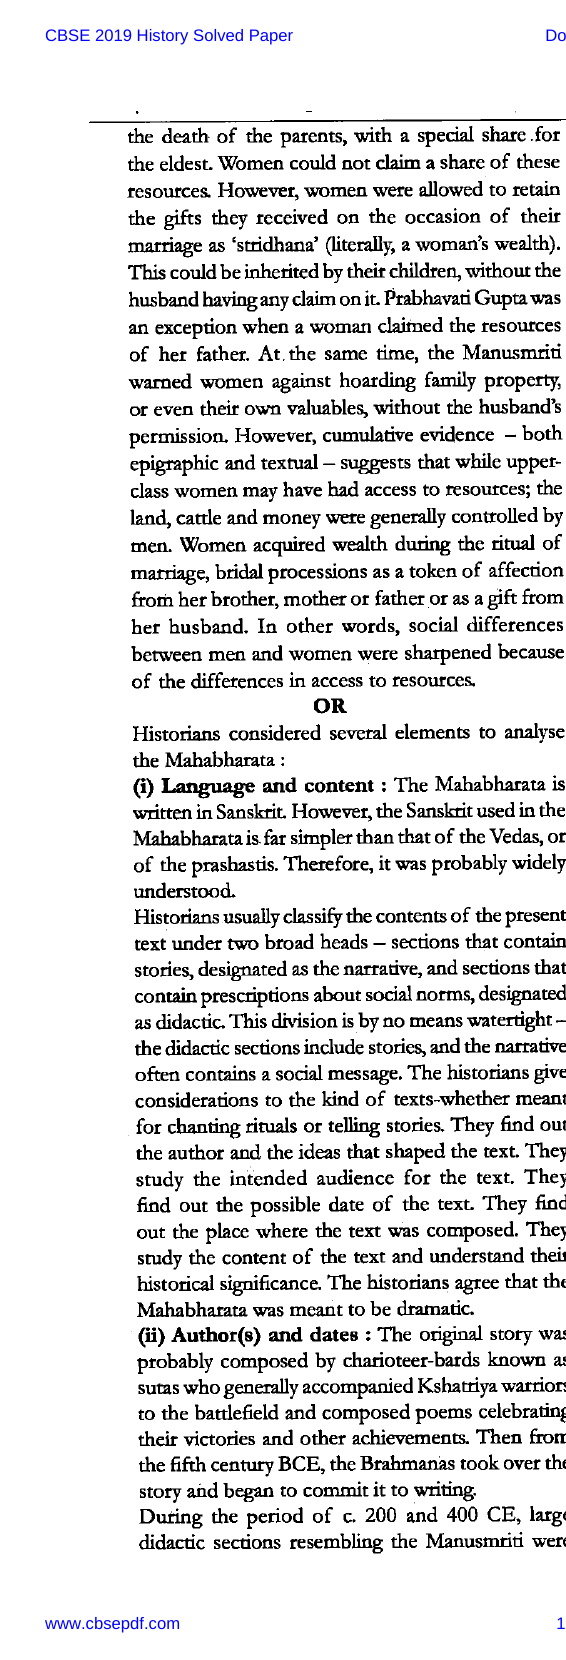 CBSE 2019 History Solved Paper
Do
the death of the parents, with a special share for
the eldest. Women could not claim a share of these
resources. However, women were allowed to retain
the gifts they received on the occasion of their
marriage as ‘stridhana’ (literally, a woman’s wealth).
This could be inherited by their children, without the
husband having any claim on it. Prabhavati Gupta was
an exception when a woman claimed the resources
of her father. At the same time, the Manusmriti
warned women against hoarding family property,
or even their own valuables, without the husband’s
permission. However, cumulative evidence – both
epigraphic and textual – suggests that while upper-
class women may have had access to resources; the
land, cattle and money were generally controlled by
men. Women acquired wealth during the ritual of
marriage, bridal processions as a token of affection
from her brother, mother or father or as a gift from
her husband. In other words, social differences
between men and women were sharpened because
of the differences in access to resources.
OR
Historians considered several elements to analyse
the Mahabharata :
(i) Language and content : The Mahabharata is
written in Sanskrit. However, the Sanskrit used in the
Mahabharata is far simpler than that of the Vedas, or
of the prashastis. Therefore, it was probably widely
understood.
Historians usually classify the contents of the present
text under two broad heads – sections that contain
stories, designated as the narrative, and sections that
contain prescriptions about social norms, designated
as didactic. This division is by no means watertight –
the didactic sections include stories, and the narrative
often contains a social message. The historians give
considerations to the kind of texts-whether meant
for chanting rituals or telling stories. They find out
the author and the ideas that shaped the text. They
study the intended audience for the text. They
find out the possible date of the text. They find
out the place where the text was composed. They
study the content of the text and understand their
historical significance. The historians agree that the
Mahabharata was meant to be dramatic.
(ii) Author(s) and dates : The original story was
probably composed by charioteer-bards known as
sutas who generally accompanied Kshatriya warriors
to the battlefield and composed poems celebrating
their victories and other achievements. Then from
the fifth century BCE, the Brahmanas took over the
story and began to commit it to writing.
During the period of c. 200 and 400 CE, large
didactic sections resembling the Manusmriti were
www.cbsepdf.com
1